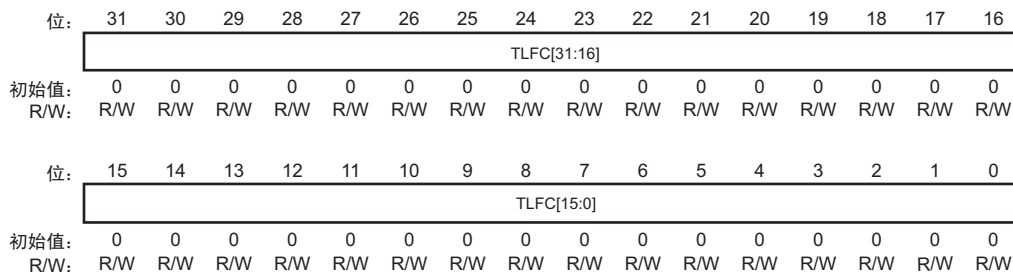 位： 31 30 29 28 27 26 25 24 23 22 21 20 19 18 17 16
TLFC[31:16]
初始值： 0 0 0 0 0 0 0 0 0 0 0 0 0 0 0 0
R/W： R/W R/W R/W R/W R/W R/W R/W R/W R/W R/W R/W R/W R/W R/W R/W R/W
位： 15 14 13 12 11 10 9 8 7 6 5 4 3 2 1 0
TLFC[15:0]
初始值： 0 0 0 0 0 0 0 0 0 0 0 0 0 0 0 0
R/W： R/W R/W R/W R/W R/W R/W R/W R/W R/W R/W R/W R/W R/W R/W R/W R/W